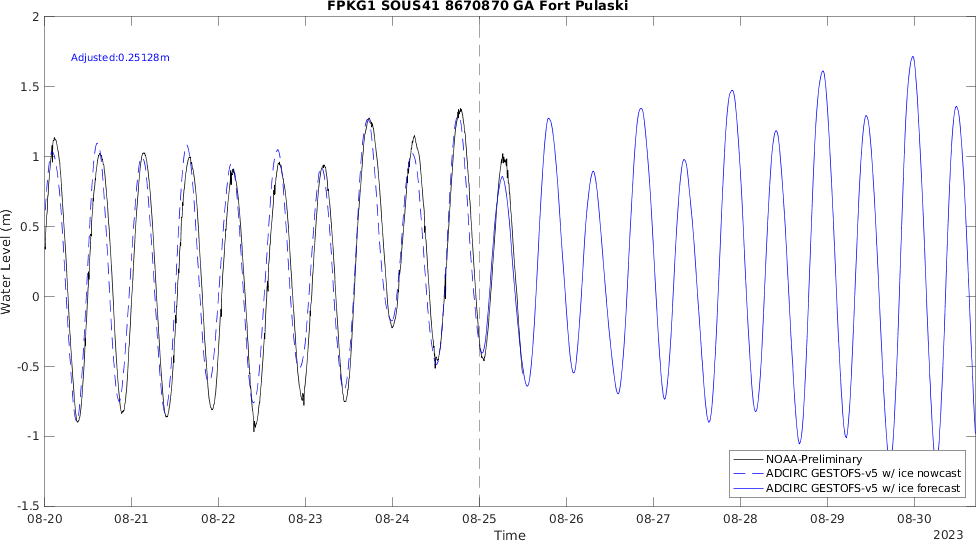 FPKG1 SOUS41 8670870 GA Fort Pulaski
Adjusted:0.25128m
Water Level (m)
2
1.5
1
0.5
0
-0.5
-1
-1.5
NOAA-Preliminary
ADCIRC GESTOFS-v5 w/ ice nowcast
ADCIRC GESTOFS-v5 w/ ice forecast
08-20 08-21 08-22 08-23 08-24 08-25 08-26 08-27 08-28 08-29 08-30
Time
2023